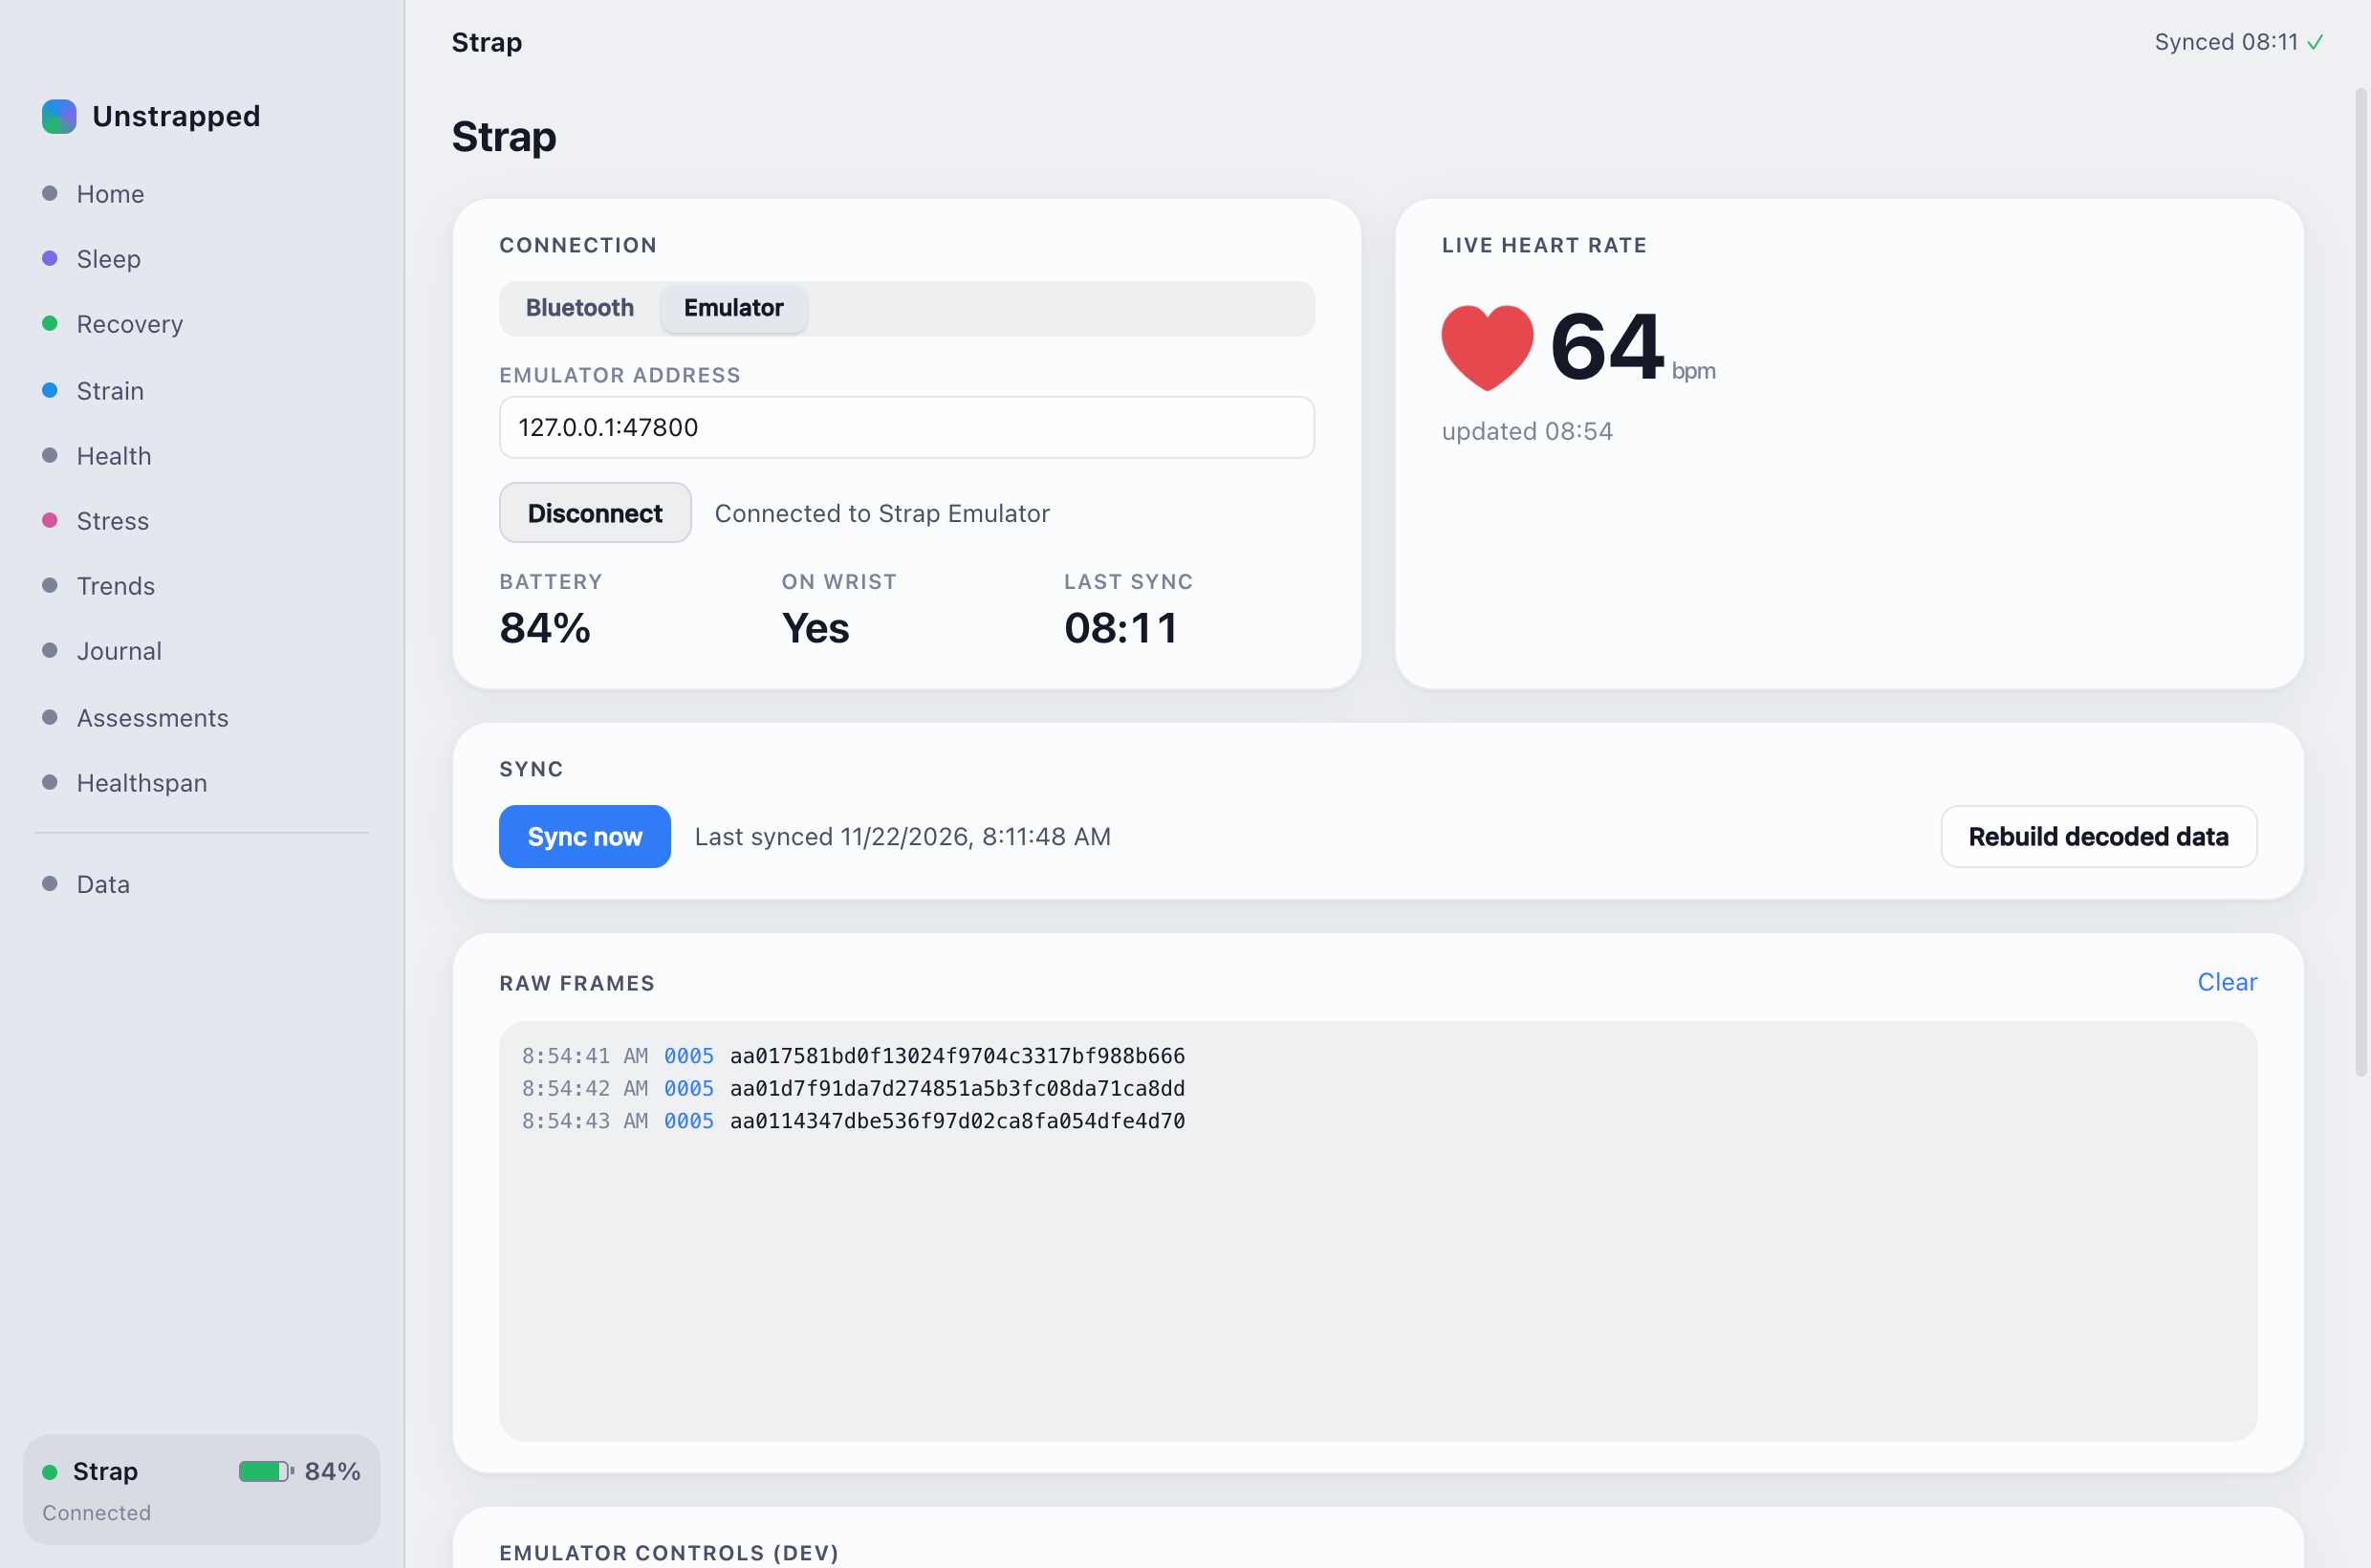 Unstrapped
Home
Sleep
Recovery
Strain
Health
Stress
Trends
Journal
Assessments
Healthspan
Data
Strap 84%
Connected
Strap Synced 08:11 ✓
Strap
CONNECTION
Bluetooth Emulator
EMULATOR ADDRESS
127.0.0.1:47800
Disconnect Connected to Strap Emulator
BATTERY ON WRIST LAST SYNC
84% Yes 08:11
LIVE HEART RATE
64 bpm
updated 08:54
SYNC
Sync now Last synced 11/22/2026, 8:11:48 AM Rebuild decoded data
RAW FRAMES Clear
8:54:41 AM 0005 aa017581bd0f13024f9704c3317bf988b666
8:54:42 AM 0005 aa01d7f91da7d274851a5b3fc08da71ca8dd
8:54:43 AM 0005 aa0114347dbe536f97d02ca8fa054dfe4d70
EMULATOR CONTROLS (DEV)